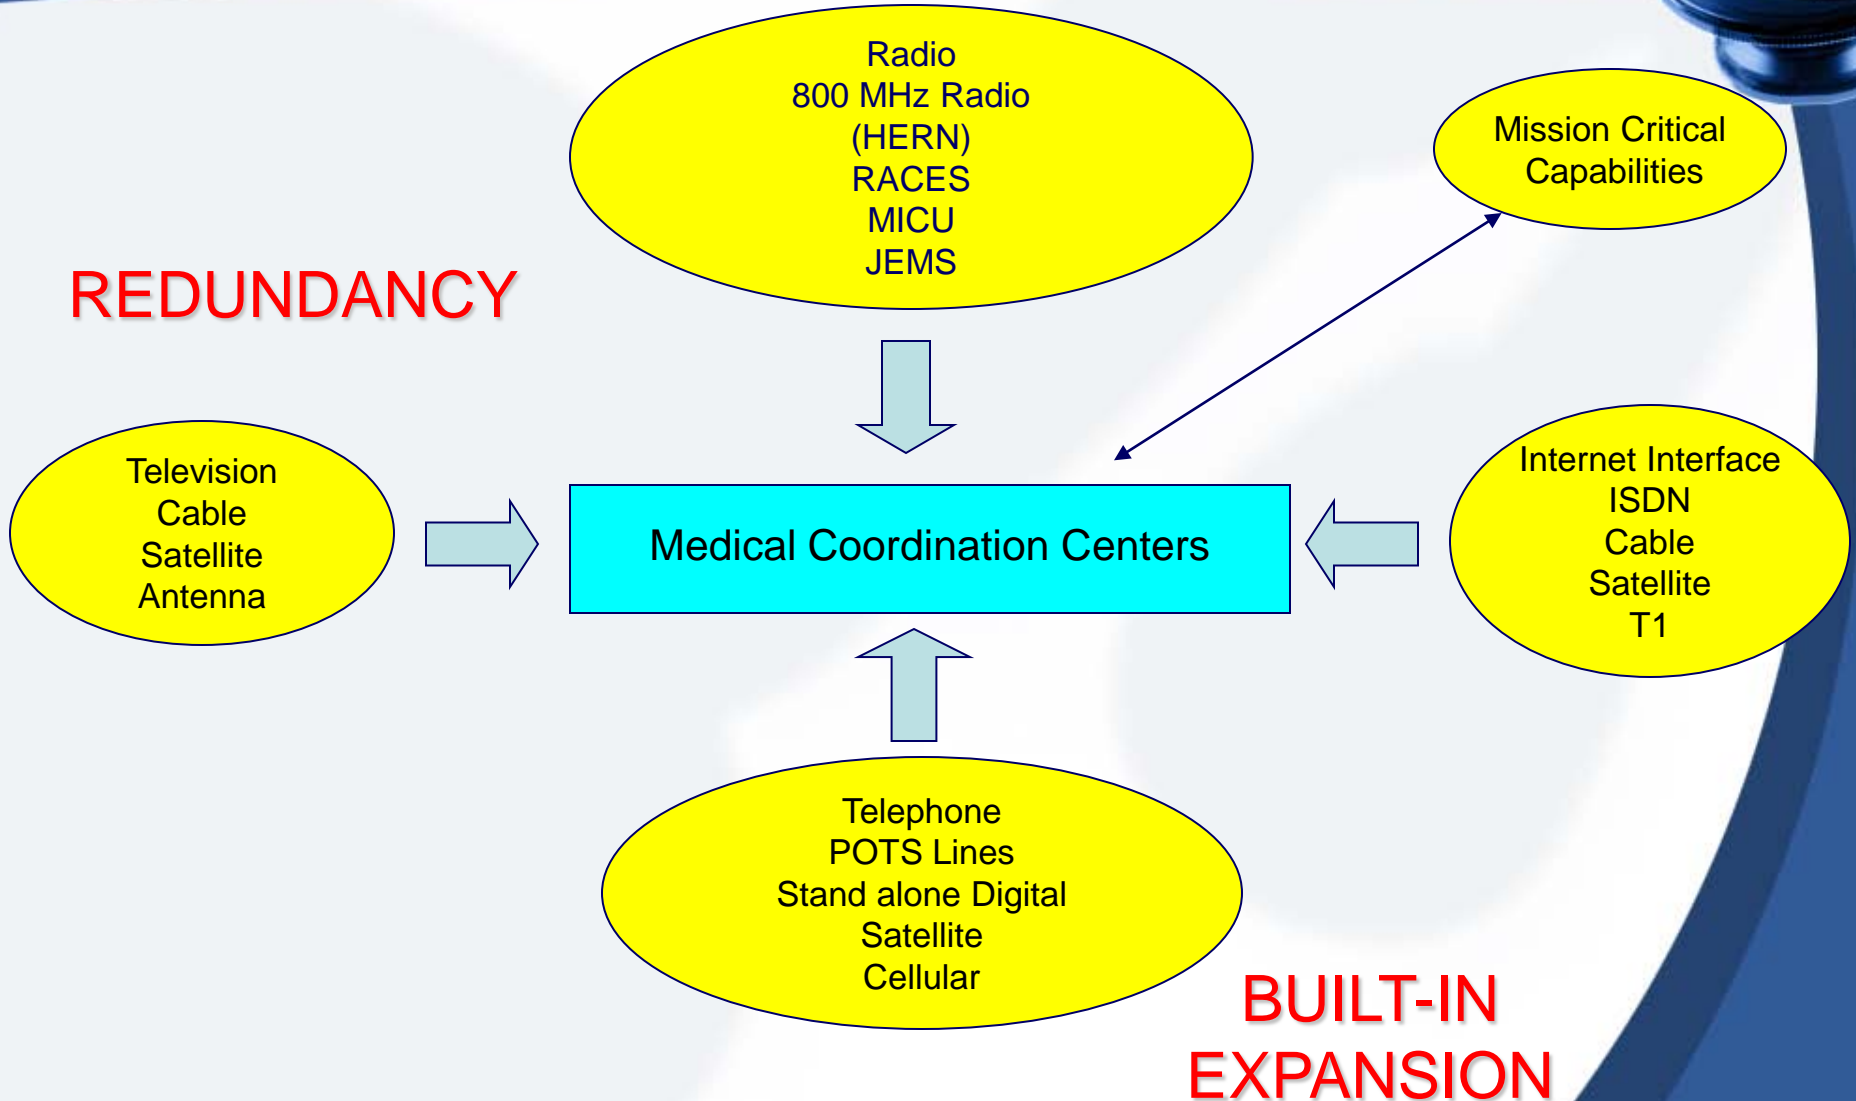 Radio
800 MHz Radio
(HERN)
RACES
MICU
JEMS
Mission Critical
Capabilities
REDUNDANCY
Television
Cable
Satellite
Antenna
Medical Coordination Centers
Internet Interface
ISDN
Cable
Satellite
T1
Telephone
POTS Lines
Stand alone Digital
Satellite
Cellular
BUILT-IN
EXPANSION